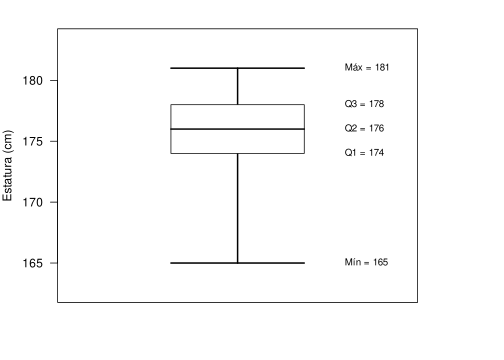 Estatura (cm)
180
175
170
165
Máx = 181
Q3 = 178
Q2 = 176
Q1 = 174
Mín = 165